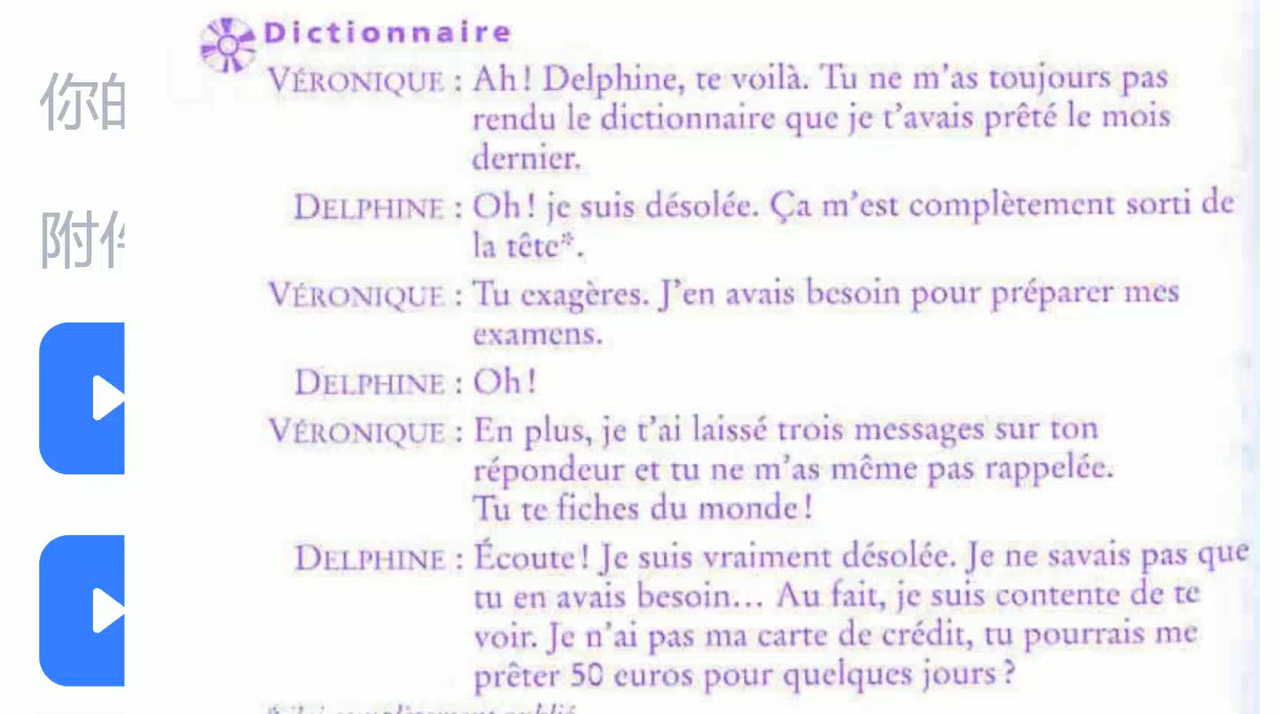 Dictionnaire
VÉRONIQUE : Ah! Delphine, te voilà. Tu ne m'as toujours pas
rendu le dictionnaire que je t'avais prêté le mois
dernier.
DELPHINE : Oh! je suis désolée. Ça m'est complètement sorti de
la tête*.
VÉRONIQUE : Tu exagères. J'en avais besoin pour préparer mes
examens.
DELPHINE : Oh!
VÉRONIQUE : En plus, je t'ai laissé trois messages sur ton
répondeur et tu ne m'as même pas rappelée.
Tu te fiches du monde!
DELPHINE : Écoute! Je suis vraiment désolée. Je ne savais pas que
tu en avais besoin... Au fait, je suis contente de te
voir. Je n'ai pas ma carte de crédit, tu pourrais me
prêter 50 euros pour quelques jours?
你的